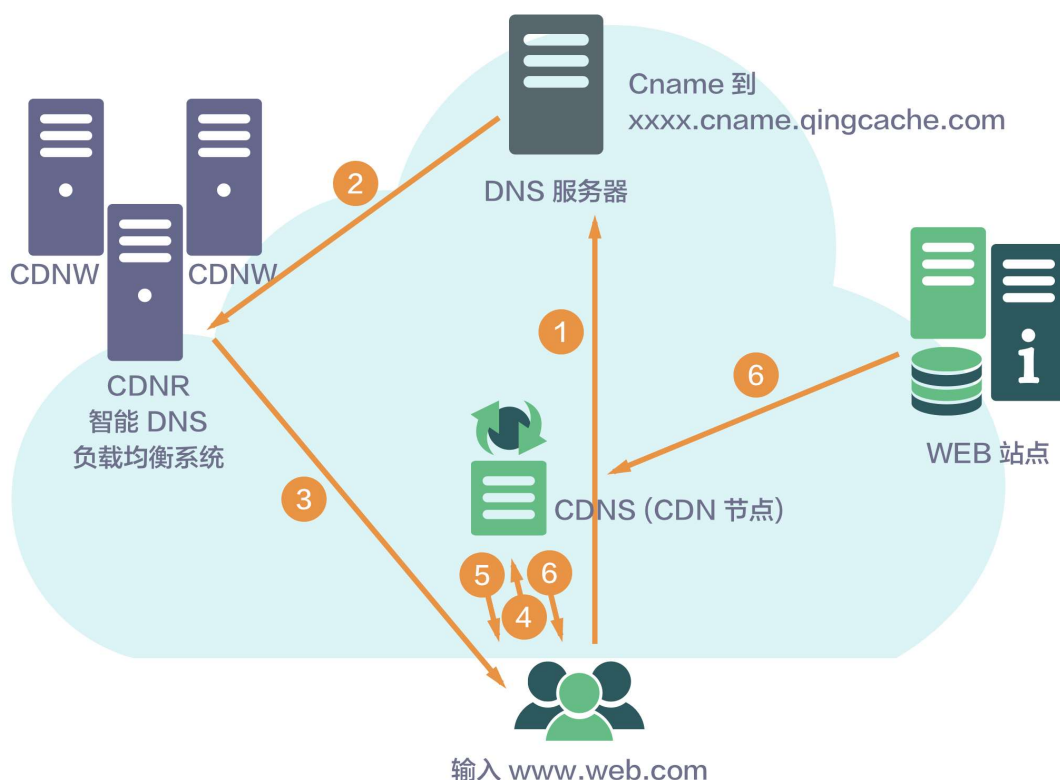 Cname 到
xxxx.cname.qingcache.com
DNS 服务器
2
CDNW
CDNW
1
CDNR
智能 DNS
负载均衡系统
6
WEB 站点
3
CDNS (CDN 节点)
5
6
4
输入 www.web.com